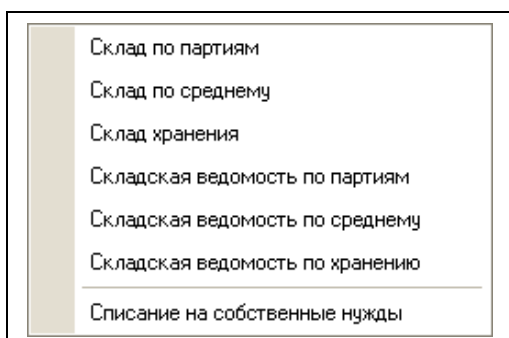 Склад по партиям
Склад по среднему
Склад хранения
Складская ведомость по партиям
Складская ведомость по среднему
Складская ведомость по хранению
Списание на собственные нужды